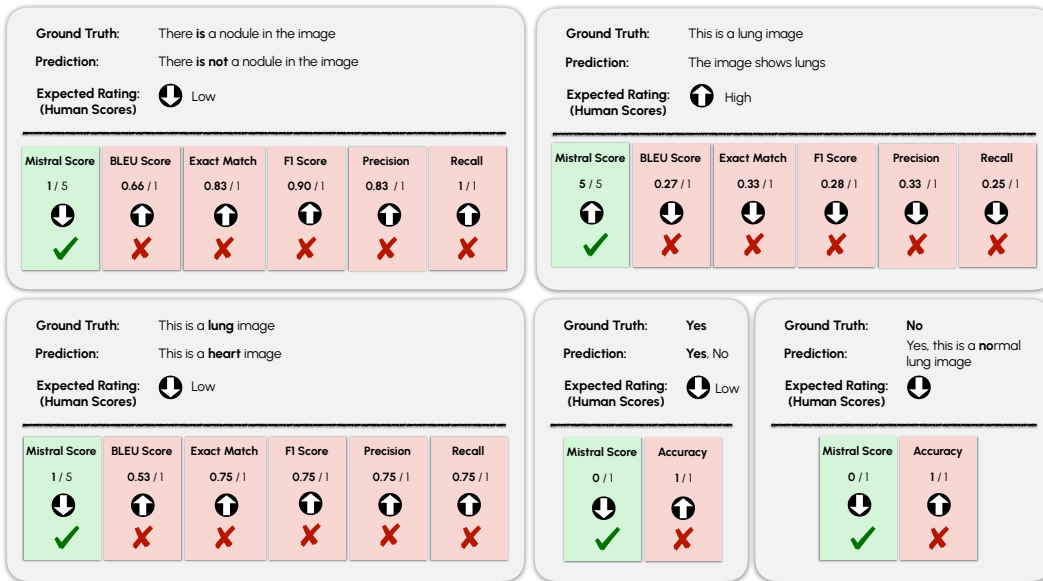 Ground Truth: There is a nodule in the image
Prediction: There is not a nodule in the image
Expected Rating: Low
(Human Scores)
Mistral Score BLEU Score Exact Match F1 Score Precision Recall
1 / 5 0.66 / 1 0.83 / 1 0.90 / 1 0.83 / 1 1 / 1
Ground Truth: This is a lung image
Prediction: The image shows lungs
Expected Rating: High
(Human Scores)
Mistral Score BLEU Score Exact Match F1 Score Precision Recall
5 / 5 0.27 / 1 0.33 / 1 0.28 / 1 0.33 / 1 0.25 / 1
Ground Truth: This is a lung image
Prediction: This is a heart image
Expected Rating: Low
(Human Scores)
Mistral Score BLEU Score Exact Match F1 Score Precision Recall
1 / 5 0.53 / 1 0.75 / 1 0.75 / 1 0.75 / 1 0.75 / 1
Ground Truth: Yes
Prediction: Yes, No
Expected Rating: Low
(Human Scores)
Mistral Score Accuracy
0 / 1 1 / 1
Ground Truth: No
Prediction: Yes, this is a normal
lung image
Expected Rating:
(Human Scores)
Mistral Score Accuracy
0 / 1 1 / 1